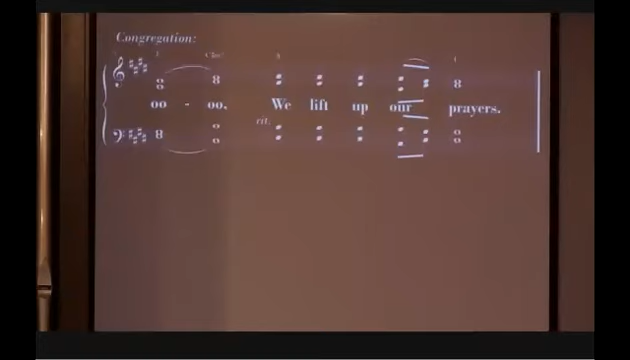 Congregation:
oo - oo, We lift up our prayers.
rit.